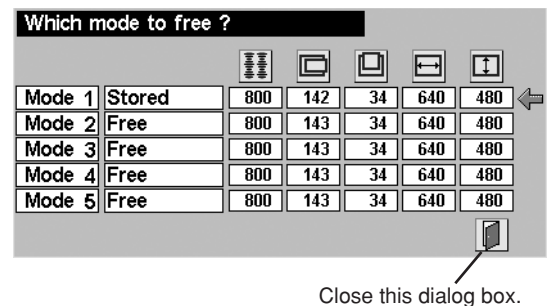 Which mode to free ?
Mode 1 Stored 800 142 34 640 480
Mode 2 Free 800 143 34 640 480
Mode 3 Free 800 143 34 640 480
Mode 4 Free 800 143 34 640 480
Mode 5 Free 800 143 34 640 480
Close this dialog box.